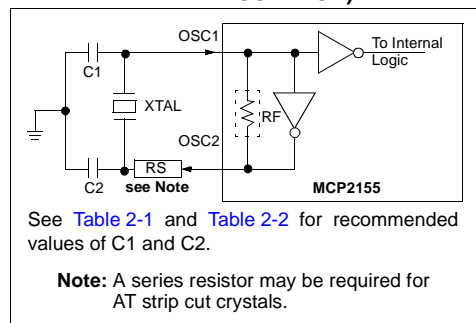 OSC1
To Internal
Logic
C1
XTAL
RF
OSC2
C2
RS
see Note
MCP2155
See Table 2-1 and Table 2-2 for recommended
values of C1 and C2.
Note: A series resistor may be required for
AT strip cut crystals.